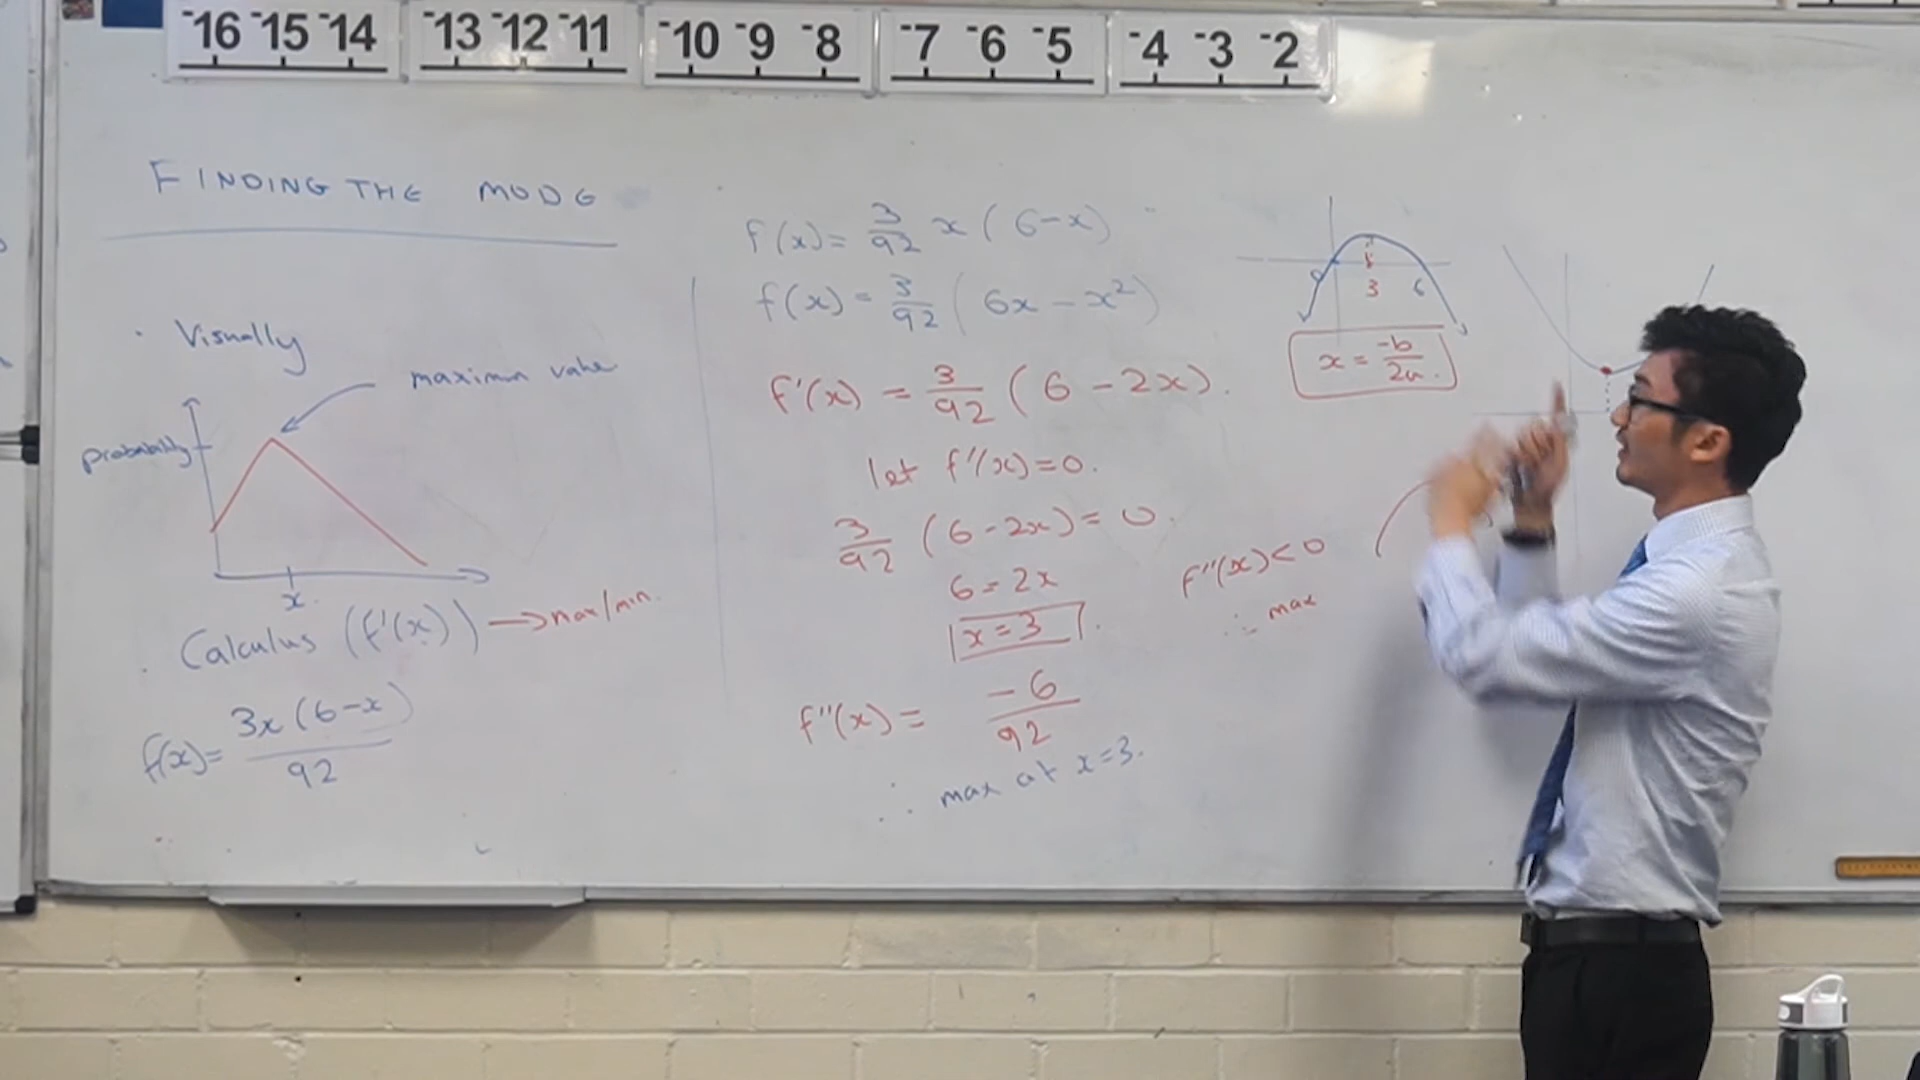 -16 -15 -14 -13 -12 -11 -10 -9 -8 -7 -6 -5 -4 -3 -2
FINDING THE MODE
· Visually
maximum value
probability
x
· Calculus (f'(x)) → max/min.
f(x) = 3x(6-x) / 92
f(x) = 3/92 x (6-x)
f(x) = 3/92 (6x - x²)
f'(x) = 3/92 (6 - 2x).
let f'(x) = 0.
3/92 (6 - 2x) = 0.
6 = 2x
x = 3
f''(x) = -6/92
∴ max at x = 3.
0
3
6
x = -b/2a.
f''(x) < 0
∴ max